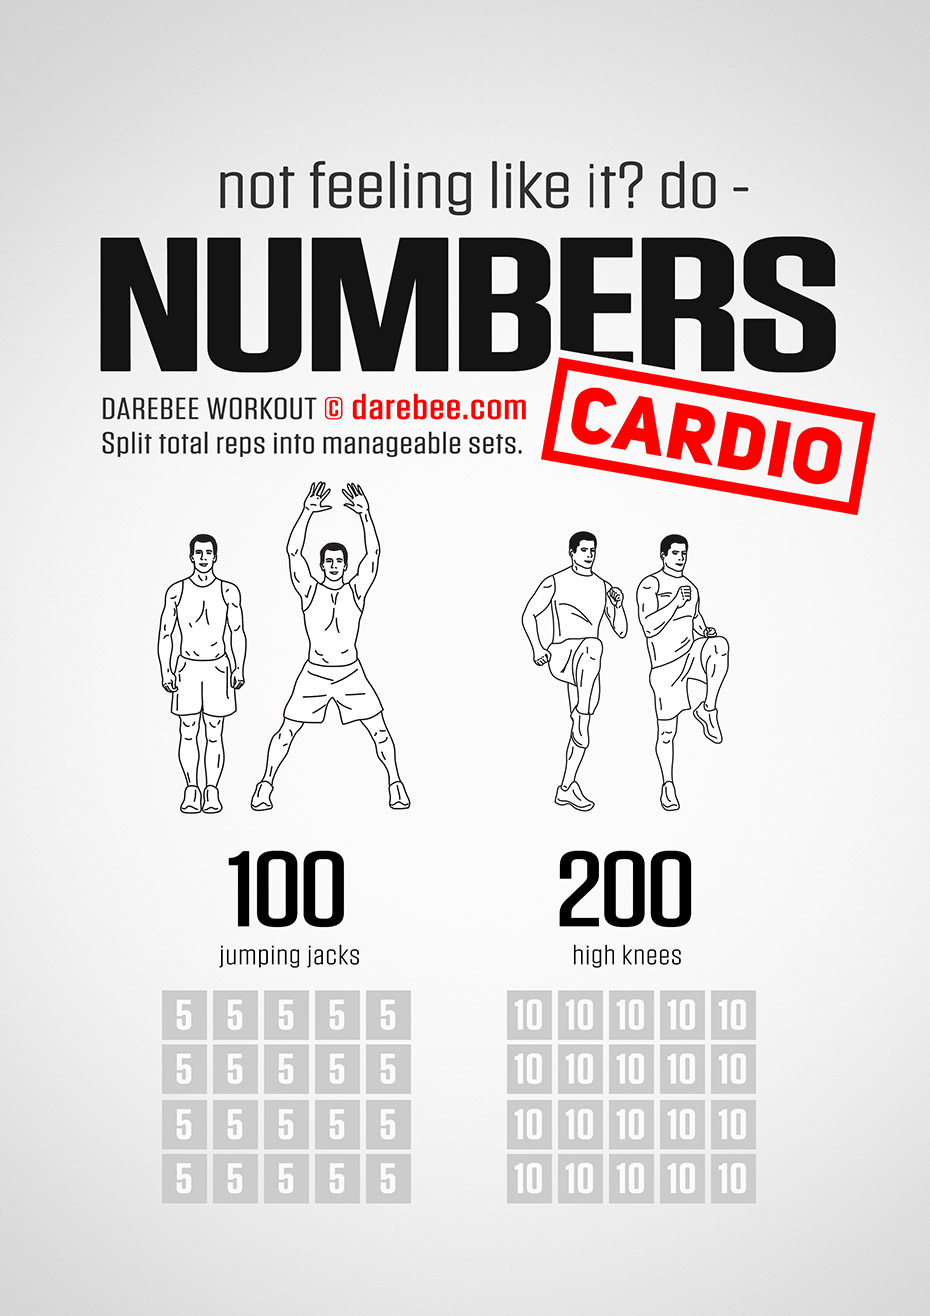 not feeling like it? do -
NUMBERS
CARDIO
DAREBEE WORKOUT © darebee.com
Split total reps into manageable sets.
100
jumping jacks
5 5 5 5 5
5 5 5 5 5
5 5 5 5 5
5 5 5 5 5
200
high knees
10 10 10 10 10
10 10 10 10 10
10 10 10 10 10
10 10 10 10 10